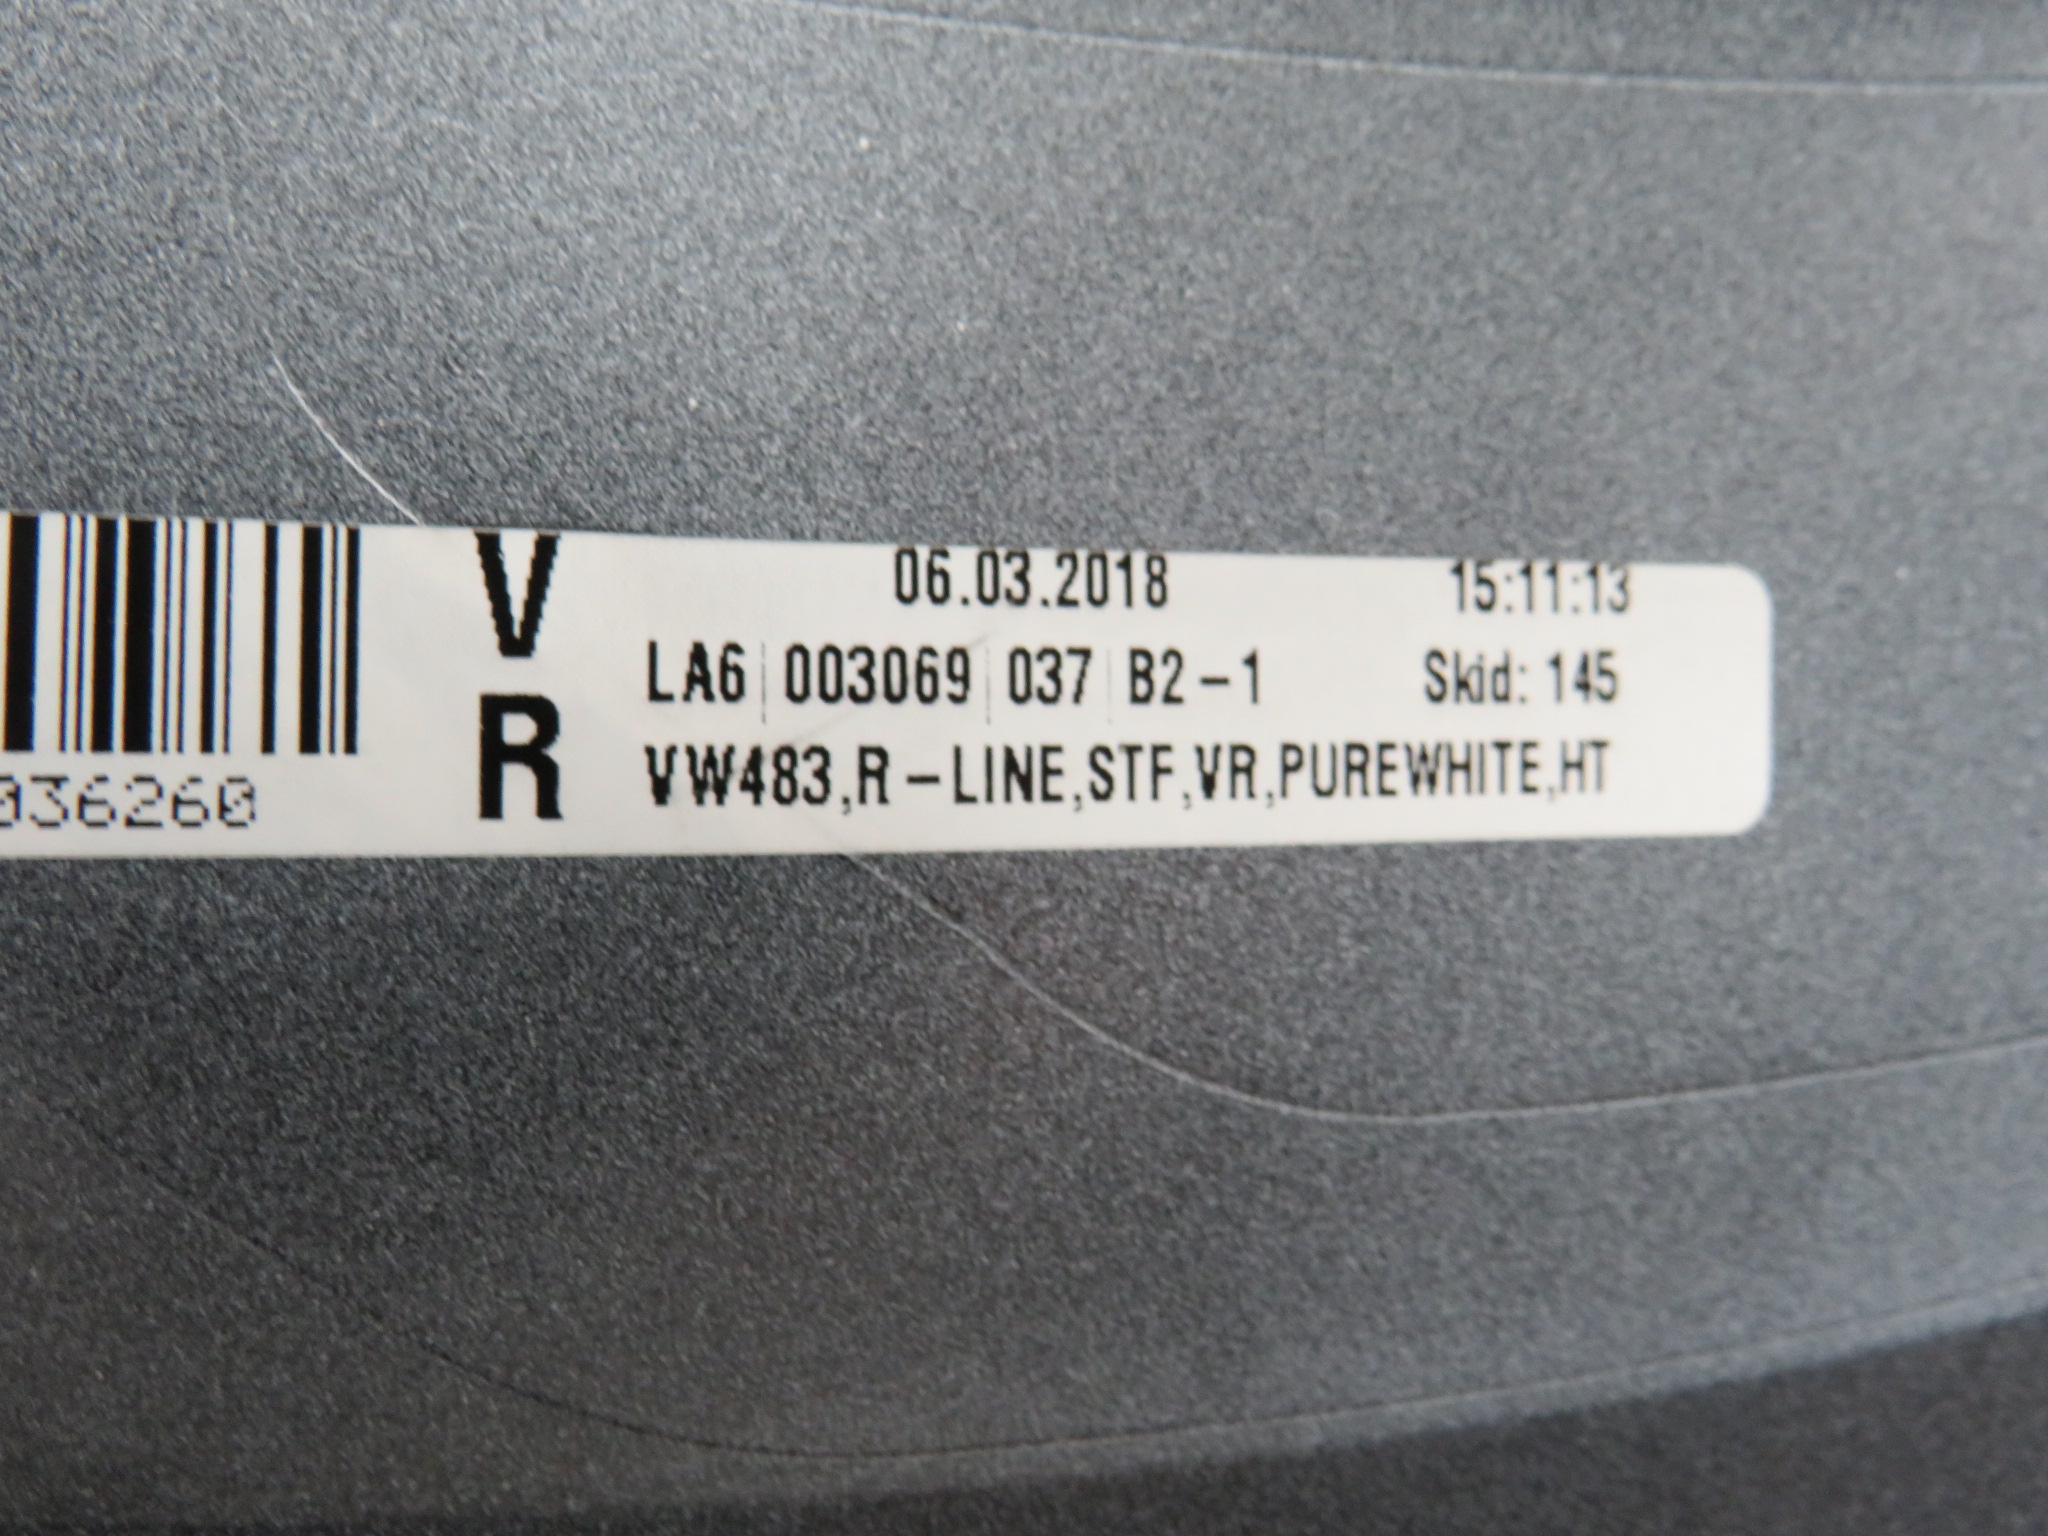 036260
V
R
06.03.2018 15:11:13
LA6 003069 037 B2-1 Skid: 145
VW483,R-LINE,STF,VR,PUREWHITE,HT